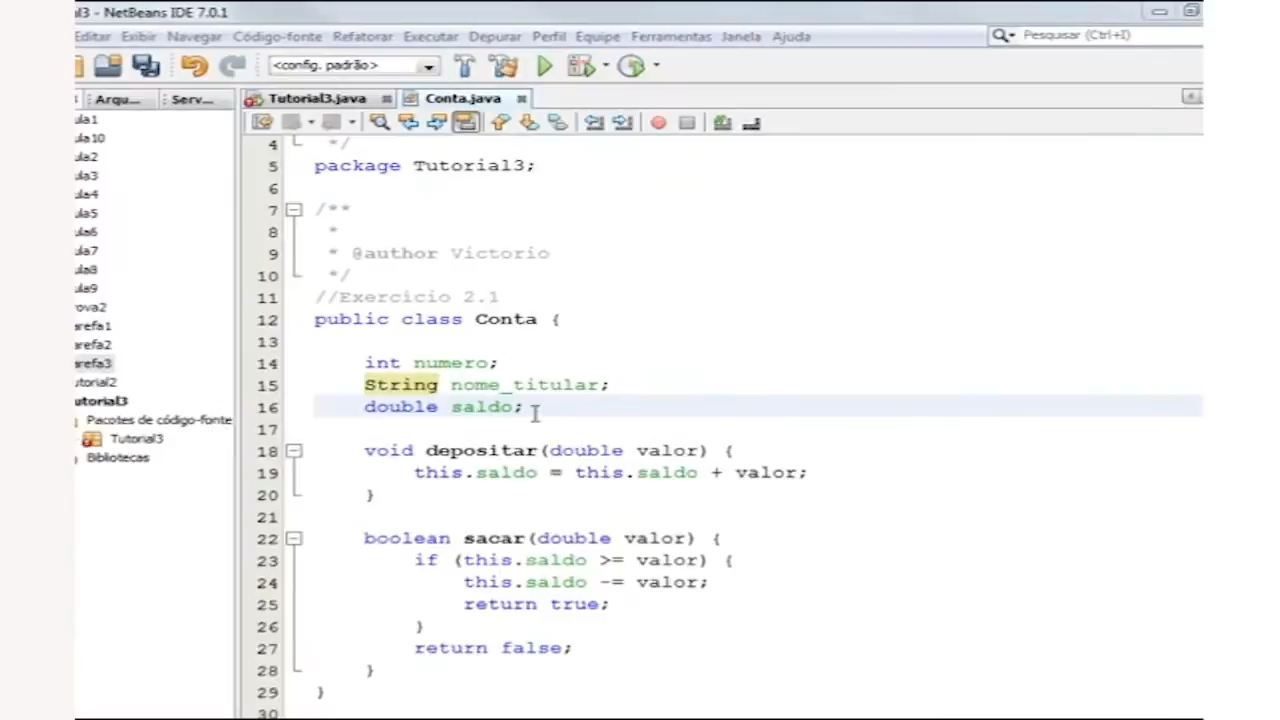 al3 - NetBeans IDE 7.0.1
Editar Exibir Navegar Código-fonte Refatorar Executar Depurar Perfil Equipe Ferramentas Janela Ajuda
Pesquisar (Ctrl+I)
<config. padrão>
Arqu... Serv... Tutorial3.java Conta.java
ula1
ula10
ula2
ula3
ula4
ula5
ula6
ula7
ula8
ula9
rova2
arefa1
arefa2
arefa3
utorial2
utorial3
Pacotes de código-fonte
Tutorial3
Bibliotecas
4 */
5 package Tutorial3;
6
7 /**
8 *
9 * @author Victorio
10 */
11 //Exercicio 2.1
12 public class Conta {
13
14 int numero;
15 String nome_titular;
16 double saldo;
17
18 void depositar(double valor) {
19 this.saldo = this.saldo + valor;
20 }
21
22 boolean sacar(double valor) {
23 if (this.saldo >= valor) {
24 this.saldo -= valor;
25 return true;
26 }
27 return false;
28 }
29 }
30